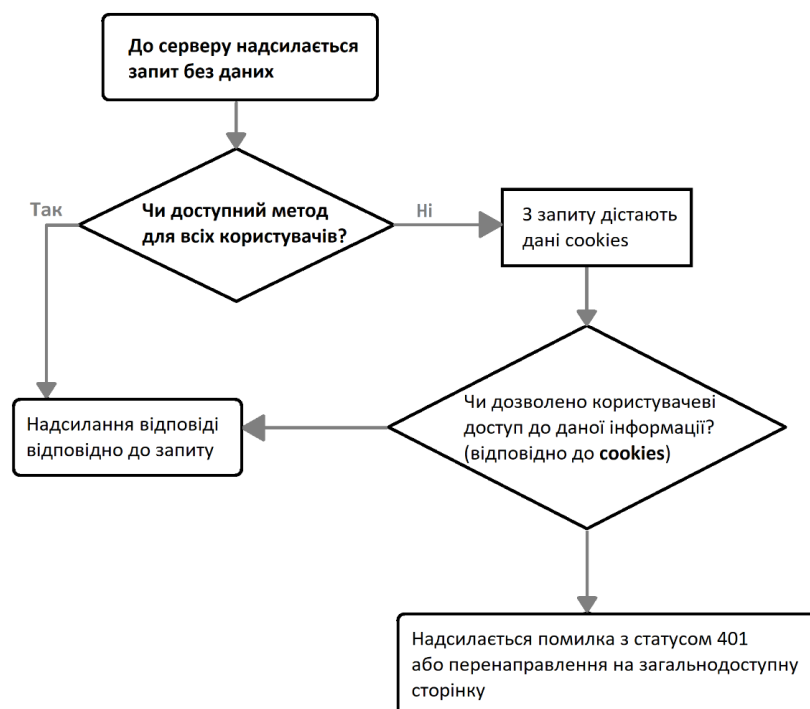 До серверу надсилається
запит без даних
Чи доступний метод
для всіх користувачів?
Так
Ні
З запиту дістають
дані cookies
Чи дозволено користувачеві
доступ до даної інформації?
(відповідно до cookies)
Надсилання відповіді
відповідно до запиту
Надсилається помилка з статусом 401
або перенаправлення на загальнодоступну
сторінку